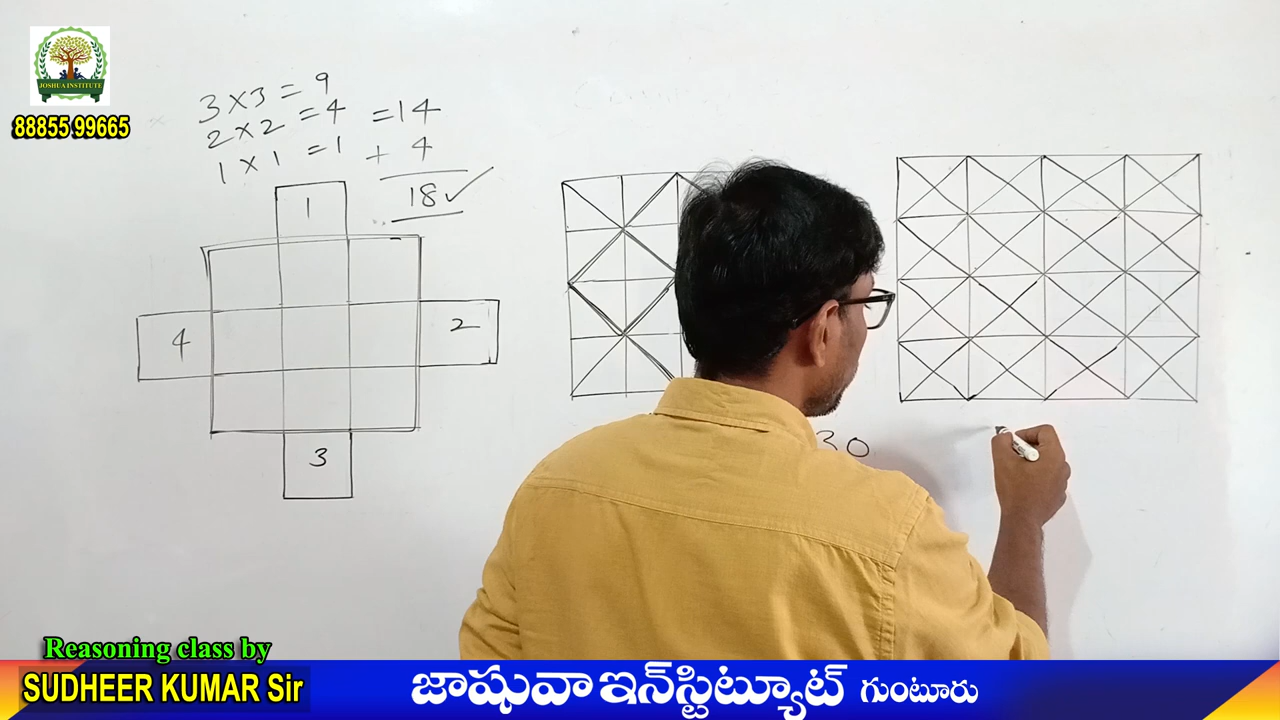 JOSHUA INSTITUTE
88855 99665
3 × 3 = 9
2 × 2 = 4 = 14
1 × 1 = 1 + 4
18 ✓
1
4
2
3
30
Reasoning class by
SUDHEER KUMAR Sir
జాషువా ఇన్‌స్టిట్యూట్ గుంటూరు